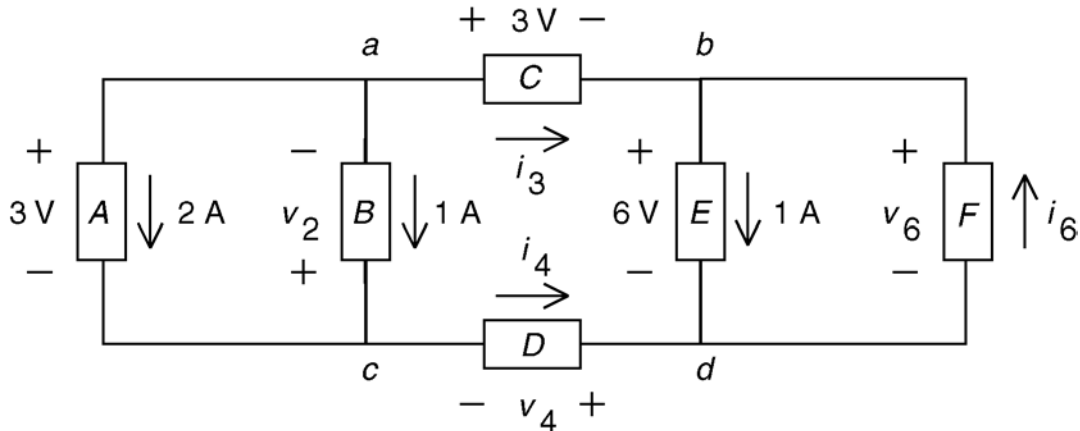 + 3 V −
a b
C
+ − + +
i3
3 V A 2 A v2 B 1 A 6 V E 1 A v6 F i6
− + i4 − −
D
c d
− v4 +